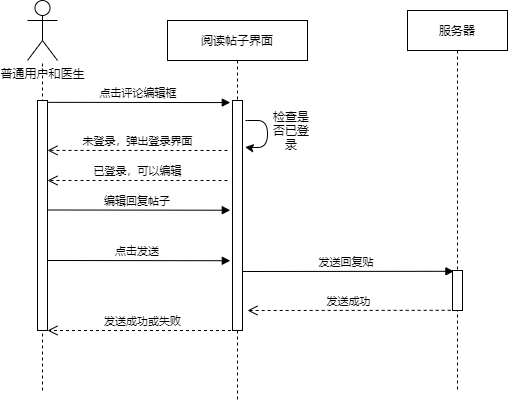 阅读帖子界面
服务器
普通用户和医生
点击评论编辑框
检查是
否已登
录
未登录，弹出登录界面
已登录，可以编辑
编辑回复帖子
点击发送
发送回复贴
发送成功
发送成功或失败